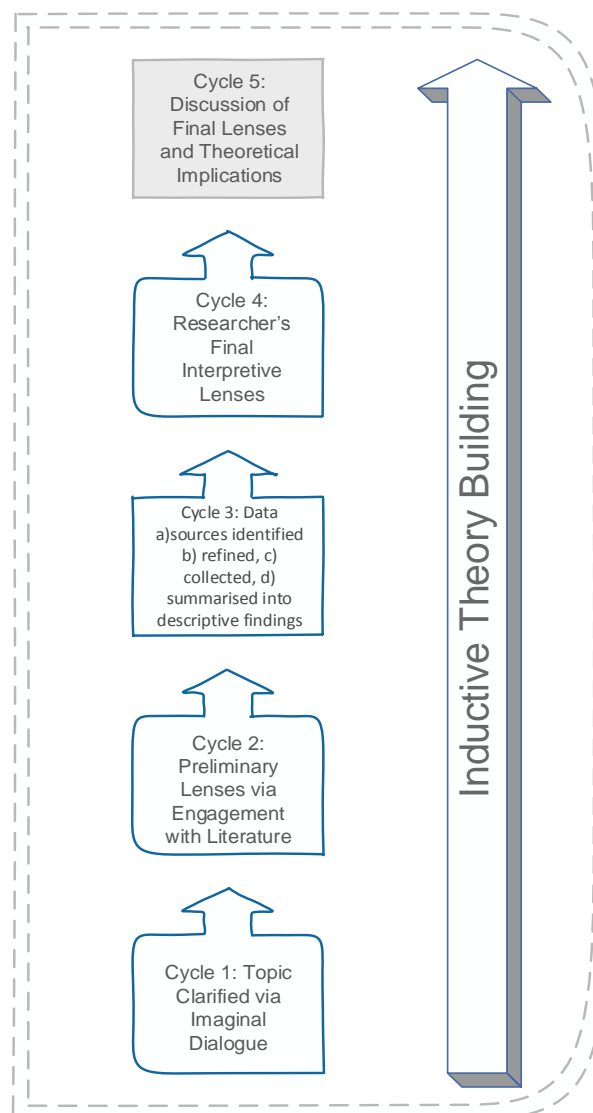 Cycle 5:
Discussion of
Final Lenses
and Theoretical
Implications
Cycle 4:
Researcher’s
Final
Interpretive
Lenses
Cycle 3: Data
a)sources identified
b) refined, c)
collected, d)
summarised into
descriptive findings
Cycle 2:
Preliminary
Lenses via
Engagement
with Literature
Cycle 1: Topic
Clarified via
Imaginal
Dialogue
Inductive Theory Building